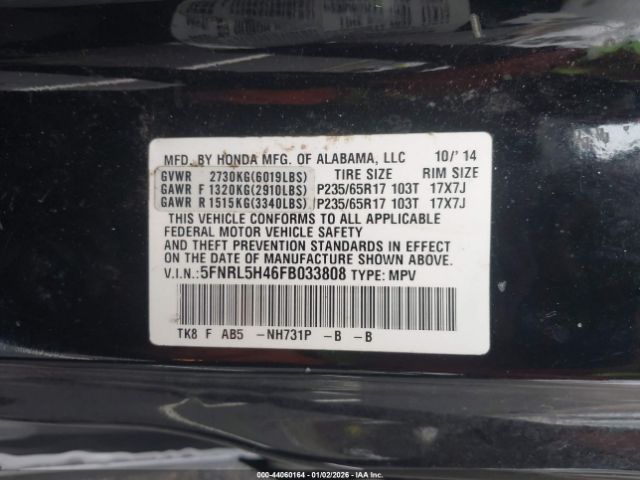 MFD. BY HONDA MFG. OF ALABAMA, LLC 10/'14
GVWR 2730KG(6019LBS) TIRE SIZE RIM SIZE
GAWR F 1320KG(2910LBS) P235/65R17 103T 17X7J
GAWR R 1515KG(3340LBS) P235/65R17 103T 17X7J
THIS VEHICLE CONFORMS TO ALL APPLICABLE
FEDERAL MOTOR VEHICLE SAFETY
AND THEFT PREVENTION STANDARDS IN EFFECT
ON THE DATE OF MANUFACTURE SHOWN ABOVE.
V.I.N.:5FNRL5H46FB033808 TYPE: MPV
TK8 F AB5 -NH731P -B -B
000-44060164 | 01/02/2026 | © IAA Holdings, LLC